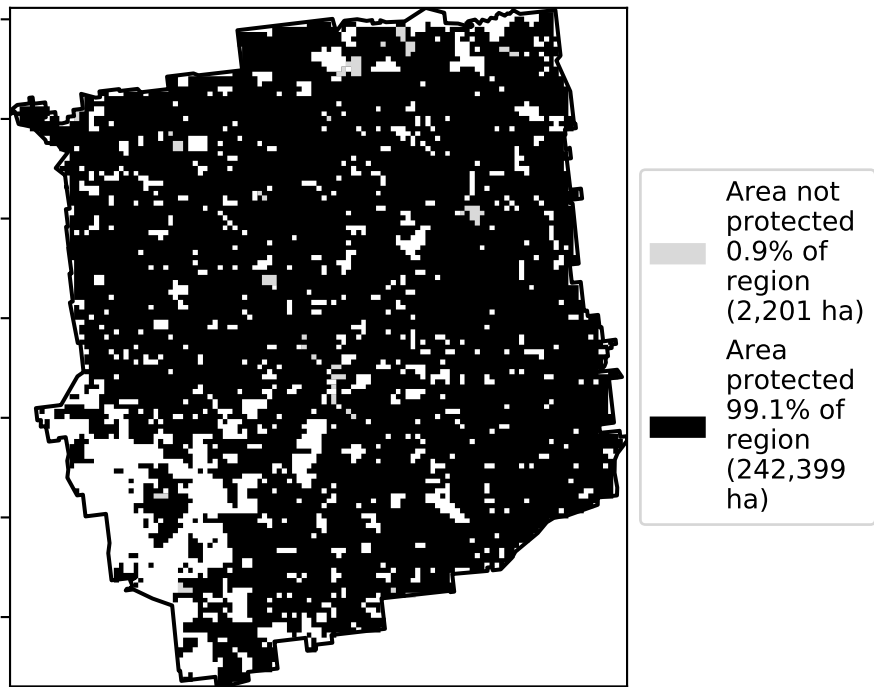 Area not
protected
0.9% of
region
(2,201 ha)
Area
protected
99.1% of
region
(242,399
ha)